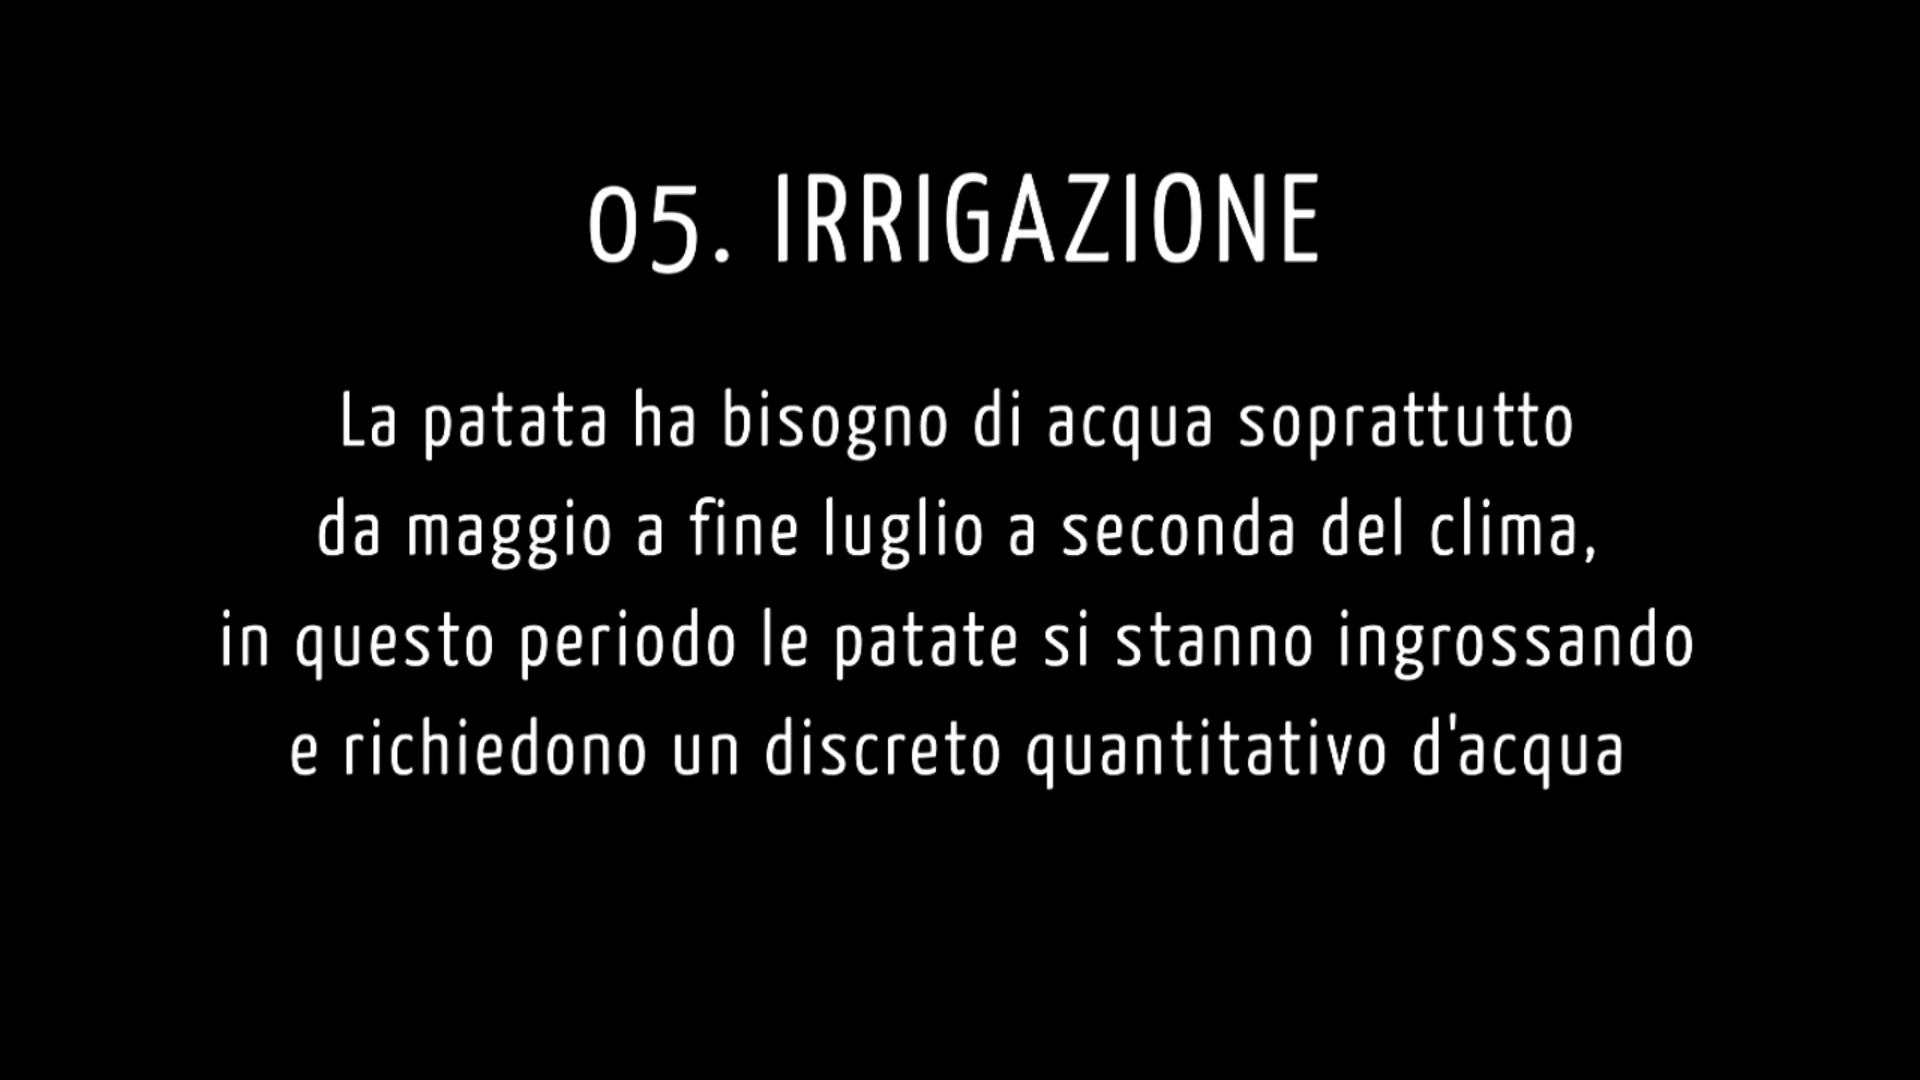 05. IRRIGAZIONE
La patata ha bisogno di acqua soprattutto
da maggio a fine luglio a seconda del clima,
in questo periodo le patate si stanno ingrossando
e richiedono un discreto quantitativo d'acqua